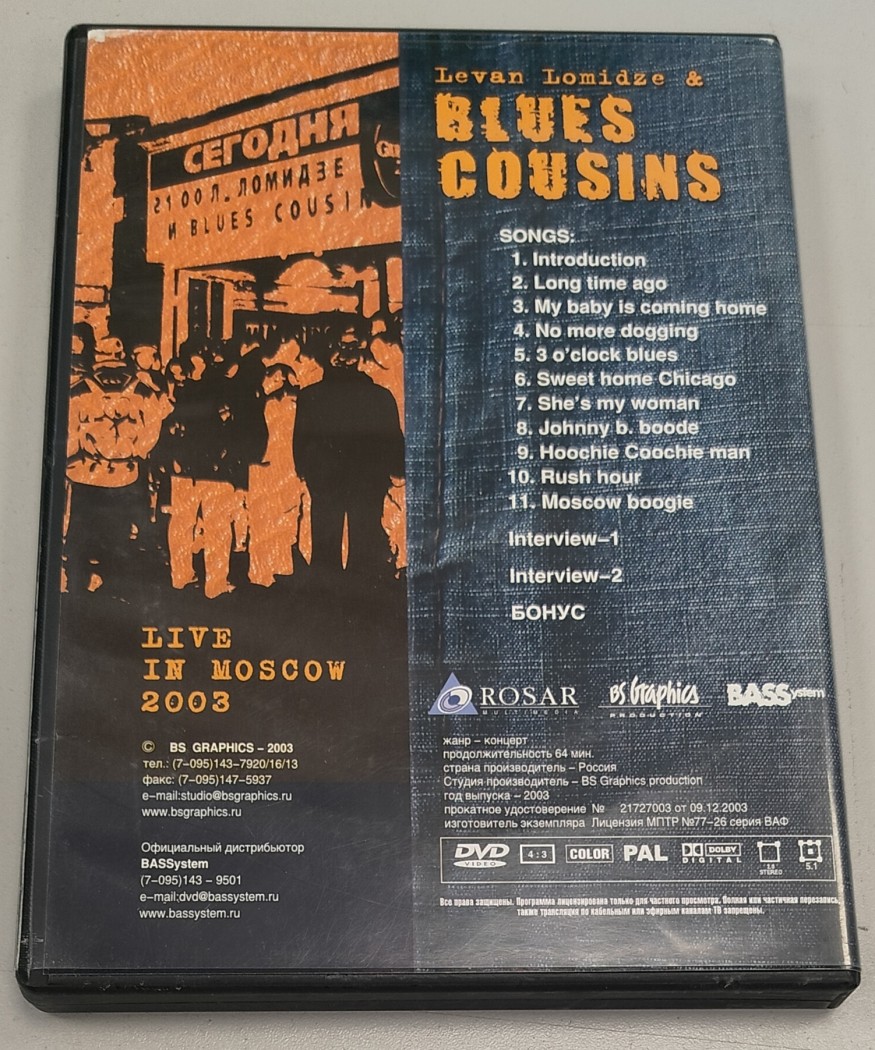 СЕГОДНЯ
21 00 Л. ЛОМИДЗЕ
И BLUES COUSIN
LIVE
IN MOSCOW
2003
© BS GRAPHICS – 2003
тел.: (7–095)143–7920/16/13
факс: (7–095)147–5937
e–mail:studio@bsgraphics.ru
www.bsgraphics.ru
Официальный дистрибьютор
BASSystem
(7–095)143 – 9501
e–mail;dvd@bassystem.ru
www.bassystem.ru
Levan Lomidze &
BLUES
COUSINS
SONGS:
1. Introduction
2. Long time ago
3. My baby is coming home
4. No more dogging
5. 3 o'clock blues
6. Sweet home Chicago
7. She's my woman
8. Johnny b. boode
9. Hoochie Coochie man
10. Rush hour
11. Moscow boogie
Interview–1
Interview–2
БОНУС
ROSAR
MULTIMEDIA
BS Graphics
PRODUCTION
BASSystem
жанр – концерт
продолжительность 64 мин.
страна производитель – Россия
Студия производитель – BS Graphics production
год выпуска – 2003
прокатное удостоверение № 21727003 от 09.12.2003
изготовитель экземпляра Лицензия МПТР №77–26 серия ВАФ
DVD VIDEO 4:3 COLOR PAL DOLBY DIGITAL STEREO 5.1
Все права защищены. Программа лицензирована только для частного просмотра. Полная или частичная перезапись,
также трансляция по кабельным или эфирным каналам ТВ запрещены.